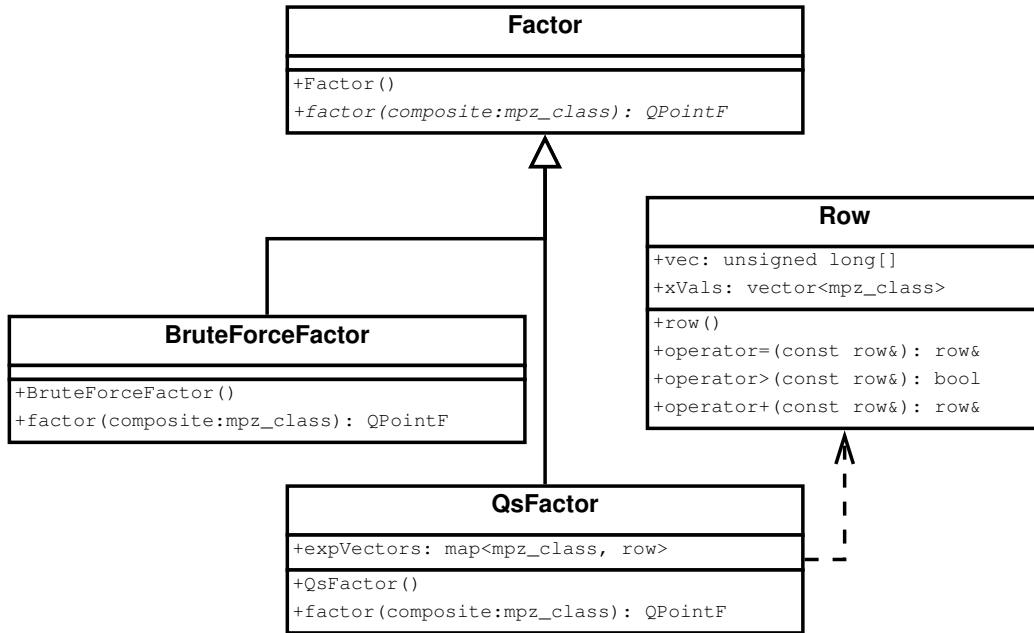 Factor
+Factor()
+factor(composite:mpz_class): QPointF
Row
+vec: unsigned long[]
+xVals: vector<mpz_class>
+row()
+operator=(const row&): row&
+operator>(const row&): bool
+operator+(const row&): row&
BruteForceFactor
+BruteForceFactor()
+factor(composite:mpz_class): QPointF
QsFactor
+expVectors: map<mpz_class, row>
+QsFactor()
+factor(composite:mpz_class): QPointF